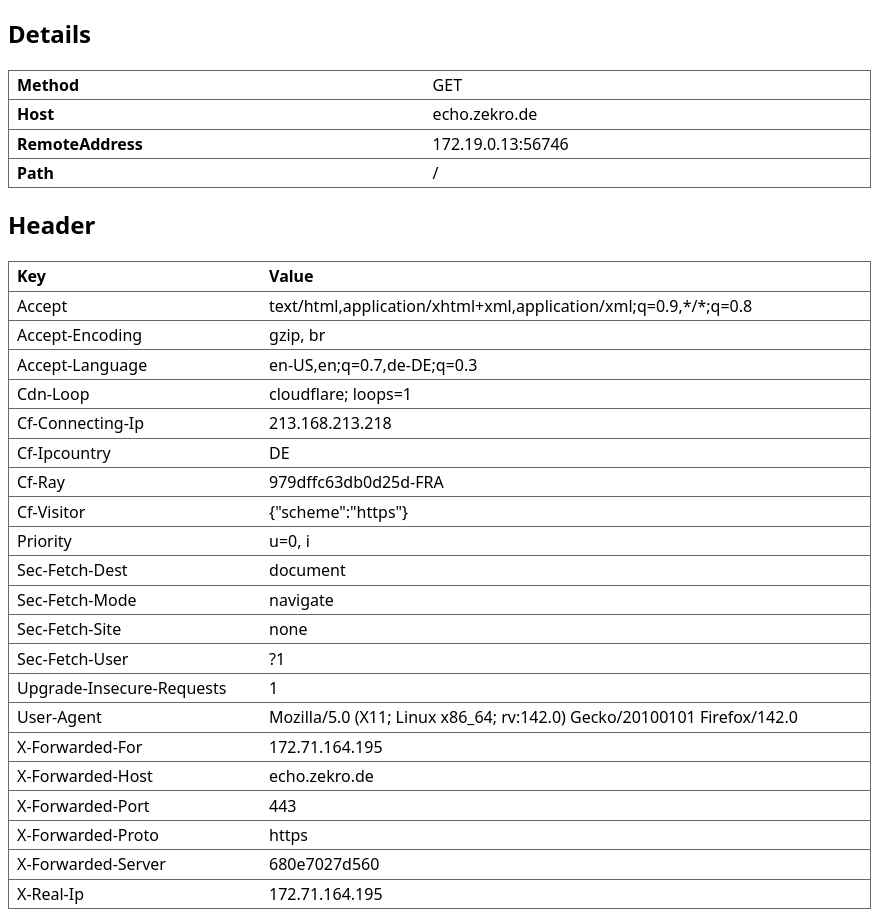 Details
Method GET
Host echo.zekro.de
RemoteAddress 172.19.0.13:56746
Path /
Header
Key Value
Accept text/html,application/xhtml+xml,application/xml;q=0.9,*/*;q=0.8
Accept-Encoding gzip, br
Accept-Language en-US,en;q=0.7,de-DE;q=0.3
Cdn-Loop cloudflare; loops=1
Cf-Connecting-Ip 213.168.213.218
Cf-Ipcountry DE
Cf-Ray 979dffc63db0d25d-FRA
Cf-Visitor {"scheme":"https"}
Priority u=0, i
Sec-Fetch-Dest document
Sec-Fetch-Mode navigate
Sec-Fetch-Site none
Sec-Fetch-User ?1
Upgrade-Insecure-Requests 1
User-Agent Mozilla/5.0 (X11; Linux x86_64; rv:142.0) Gecko/20100101 Firefox/142.0
X-Forwarded-For 172.71.164.195
X-Forwarded-Host echo.zekro.de
X-Forwarded-Port 443
X-Forwarded-Proto https
X-Forwarded-Server 680e7027d560
X-Real-Ip 172.71.164.195